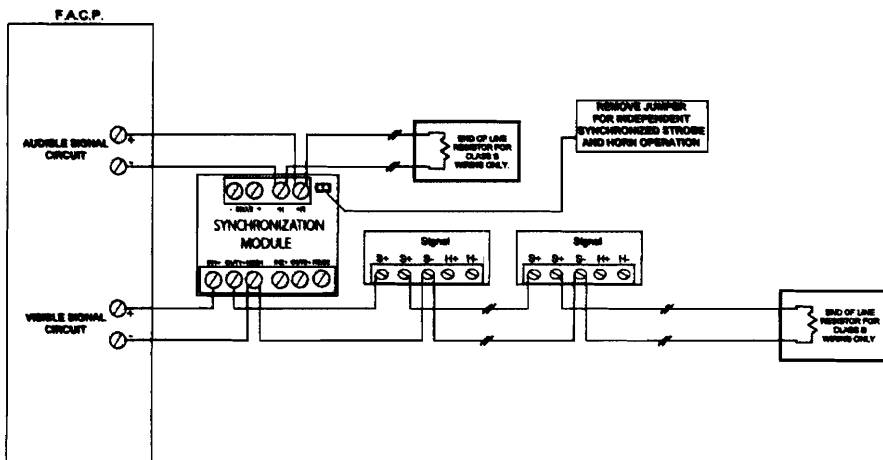 F.A.C.P.
AUDIBLE SIGNAL
CIRCUIT
+
-
END OF LINE
RESISTOR FOR
CLASS B
WIRING ONLY.
REMOVE JUMPER
FOR INDEPENDENT
SYNCHRONIZED STROBE
AND HORN OPERATION
SYNCHRONIZATION
MODULE
Signal
S+ S+ S- H+ H-
Signal
S+ S+ S- H+ H-
VISIBLE SIGNAL
CIRCUIT
+
-
END OF LINE
RESISTOR FOR
CLASS B
WIRING ONLY